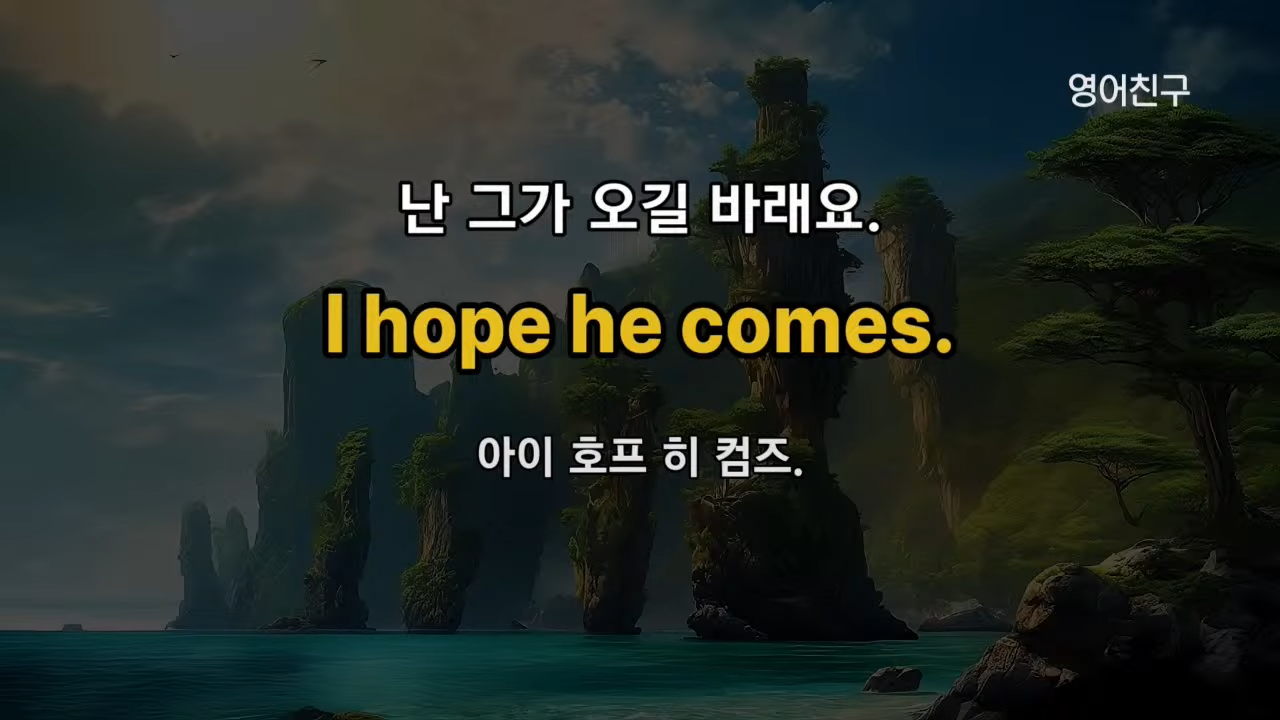 영어친구
난 그가 오길 바래요.
I hope he comes.
아이 호프 히 컴즈.